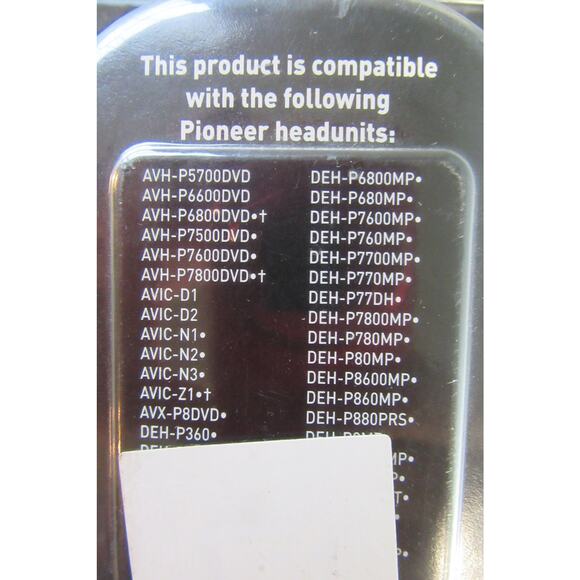 This product is compatible
with the following
Pioneer headunits:
AVH-P5700DVD
AVH-P6600DVD
AVH-P6800DVD•†
AVH-P7500DVD•
AVH-P7600DVD•
AVH-P7800DVD•†
AVIC-D1
AVIC-D2
AVIC-N1•
AVIC-N2•
AVIC-N3•
AVIC-Z1•†
AVX-P8DVD•
DEH-P360•
DEH-P6800MP•
DEH-P680MP•
DEH-P7600MP•
DEH-P760MP•
DEH-P7700MP•
DEH-P770MP•
DEH-P77DH•
DEH-P7800MP•
DEH-P780MP•
DEH-P80MP•
DEH-P8600MP•
DEH-P860MP•
DEH-P880PRS•